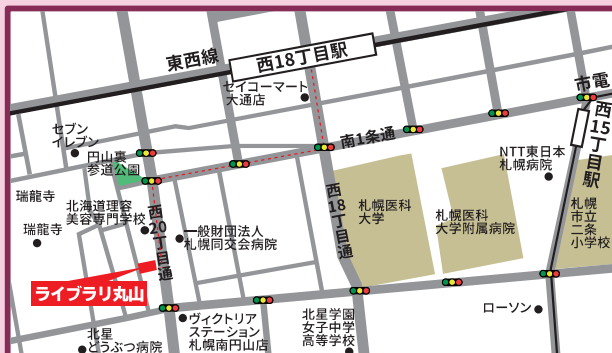 東西線
西18丁目駅
セイコーマート
大通店
市電
西15丁目駅
セブン
イレブン
南1条通
円山裏
参道公園
NTT東日本
札幌病院
瑞龍寺
北海道理容
美容専門学校
西20丁目通
西18丁目通
札幌医科
大学
札幌医科
大学附属病院
札幌
市立
二条
小学校
瑞龍寺
一般財団法人
札幌同交会病院
ライブラリ丸山
ヴィクトリア
ステーション
札幌南円山店
北星学園
女子中学
高等学校
ローソン
北星
どうぶつ病院